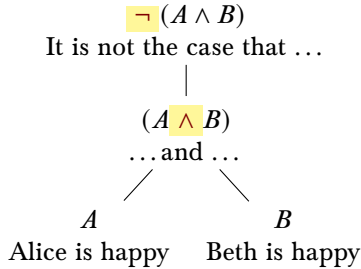 ¬ (A ∧ B)
It is not the case that …
(A ∧ B)
… and …
A B
Alice is happy Beth is happy